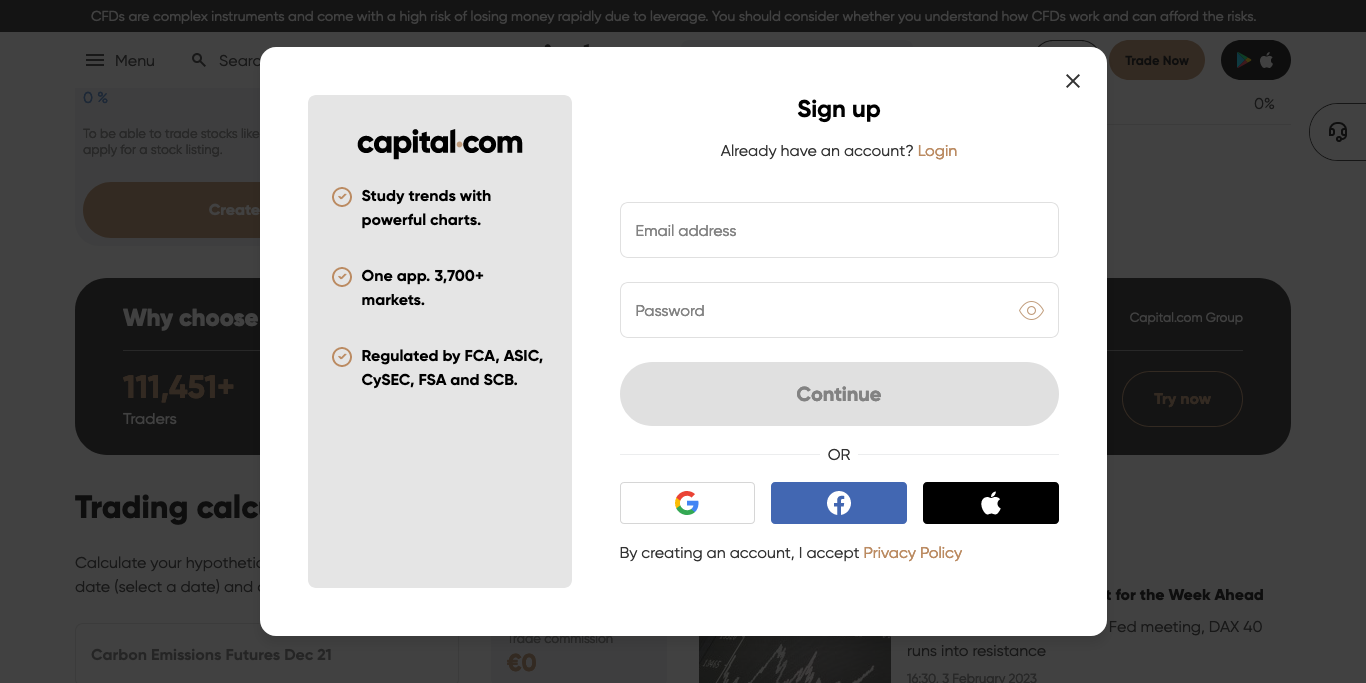 CFDs are complex instruments and come with a high risk of losing money rapidly due to leverage. You should consider whether you understand how CFDs work and can afford the risks.
Menu
Trade Now
0 %
0%
To be able to trade stocks like
apply for a stock listing.
Create
Sign up
Already have an account? Login
capital.com
Study trends with
powerful charts.
One app. 3,700+
markets.
Regulated by FCA, ASIC,
CySEC, FSA and SCB.
Email address
Password
Continue
OR
By creating an account, I accept Privacy Policy
Why choose
Capital.com Group
111,451+
Traders
Try now
Trading calc
Calculate your hypothetic
date (select a date) and
Carbon Emissions Futures Dec 21
Trade commission
€0
t for the Week Ahead
Fed meeting, DAX 40
runs into resistance
16:30, 3 February 2023